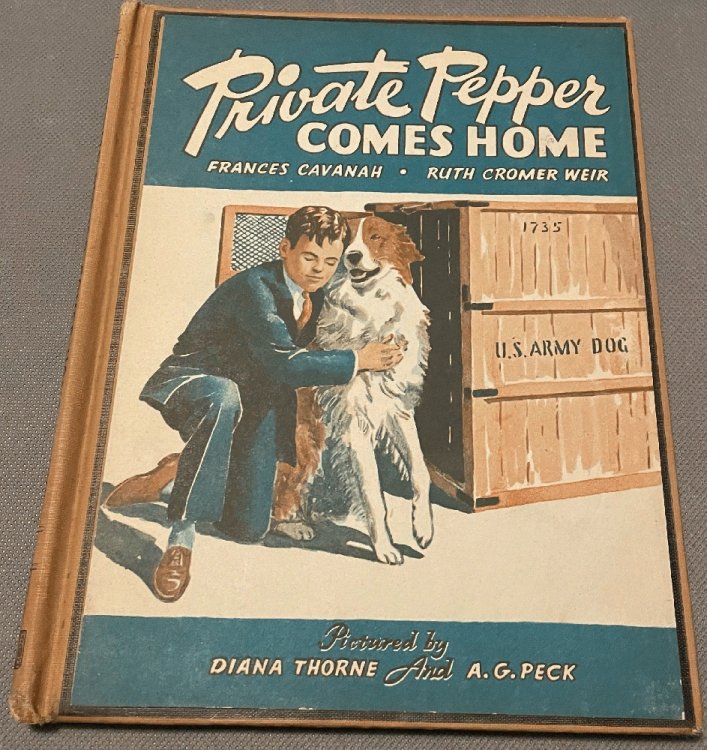 Private Pepper
COMES HOME
FRANCES CAVANAH • RUTH CROMER WEIR
1735
U.S. ARMY DOG
Pictured by
DIANA THORNE And A. G. PECK